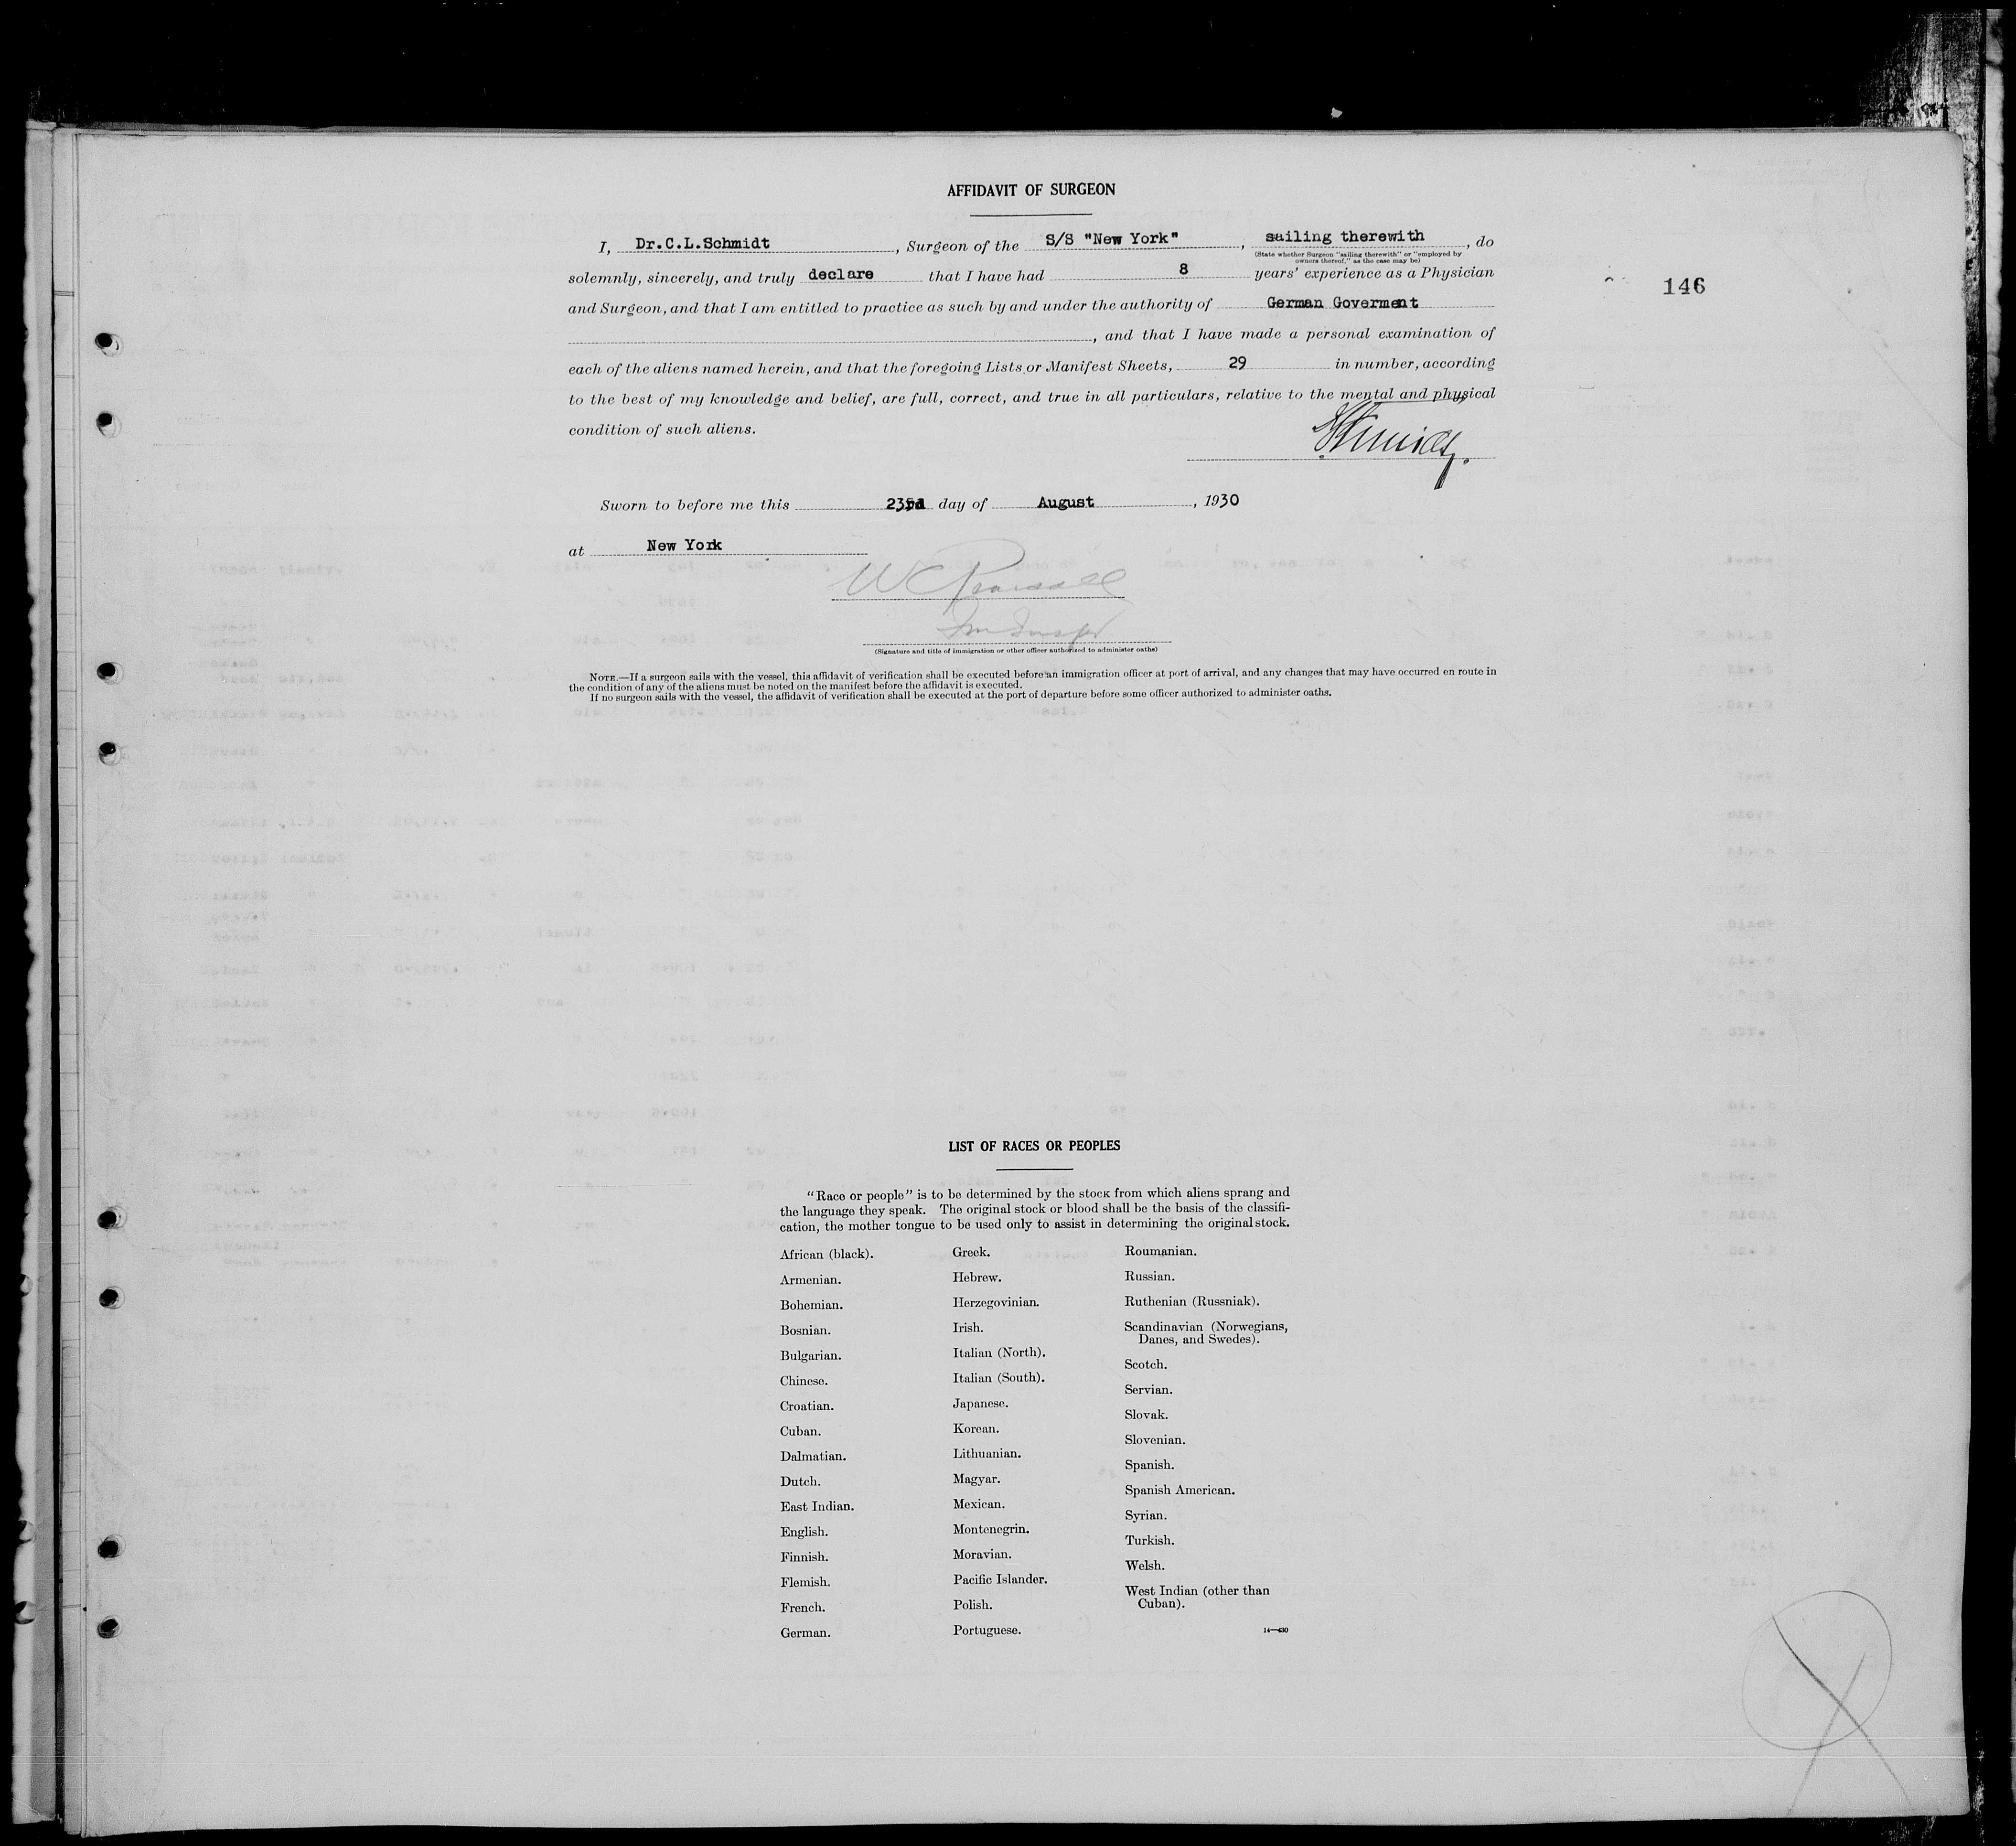 AFFIDAVIT OF SURGEON
I, Dr.C.L.Schmidt, Surgeon of the S/S "New York", sailing therewith, do
(State whether Surgeon "sailing therewith" or "employed by
owners thereof," as the case may be)
solemnly, sincerely, and truly declare that I have had 8 years' experience as a Physician
146
and Surgeon, and that I am entitled to practice as such by and under the authority of German Goverment
, and that I have made a personal examination of
each of the aliens named herein, and that the foregoing Lists or Manifest Sheets, 29 in number, according
to the best of my knowledge and belief, are full, correct, and true in all particulars, relative to the mental and physical
condition of such aliens.
Schmidt.
Sworn to before me this 23rd day of August, 1930
at New York
(Signature and title of immigration or other officer authorized to administer oaths)
NOTE.—If a surgeon sails with the vessel, this affidavit of verification shall be executed before an immigration officer at port of arrival, and any changes that may have occurred en route in
the condition of any of the aliens must be noted on the manifest before the affidavit is executed.
If no surgeon sails with the vessel, the affidavit of verification shall be executed at the port of departure before some officer authorized to administer oaths.
LIST OF RACES OR PEOPLES
"Race or people" is to be determined by the stock from which aliens sprang and
the language they speak. The original stock or blood shall be the basis of the classifi-
cation, the mother tongue to be used only to assist in determining the original stock.
African (black).
Armenian.
Bohemian.
Bosnian.
Bulgarian.
Chinese.
Croatian.
Cuban.
Dalmatian.
Dutch.
East Indian.
English.
Finnish.
Flemish.
French.
German.
Greek.
Hebrew.
Herzegovinian.
Irish.
Italian (North).
Italian (South).
Japanese.
Korean.
Lithuanian.
Magyar.
Mexican.
Montenegrin.
Moravian.
Pacific Islander.
Polish.
Portuguese.
Roumanian.
Russian.
Ruthenian (Russniak).
Scandinavian (Norwegians,
Danes, and Swedes).
Scotch.
Servian.
Slovak.
Slovenian.
Spanish.
Spanish American.
Syrian.
Turkish.
Welsh.
West Indian (other than
Cuban).
14—430